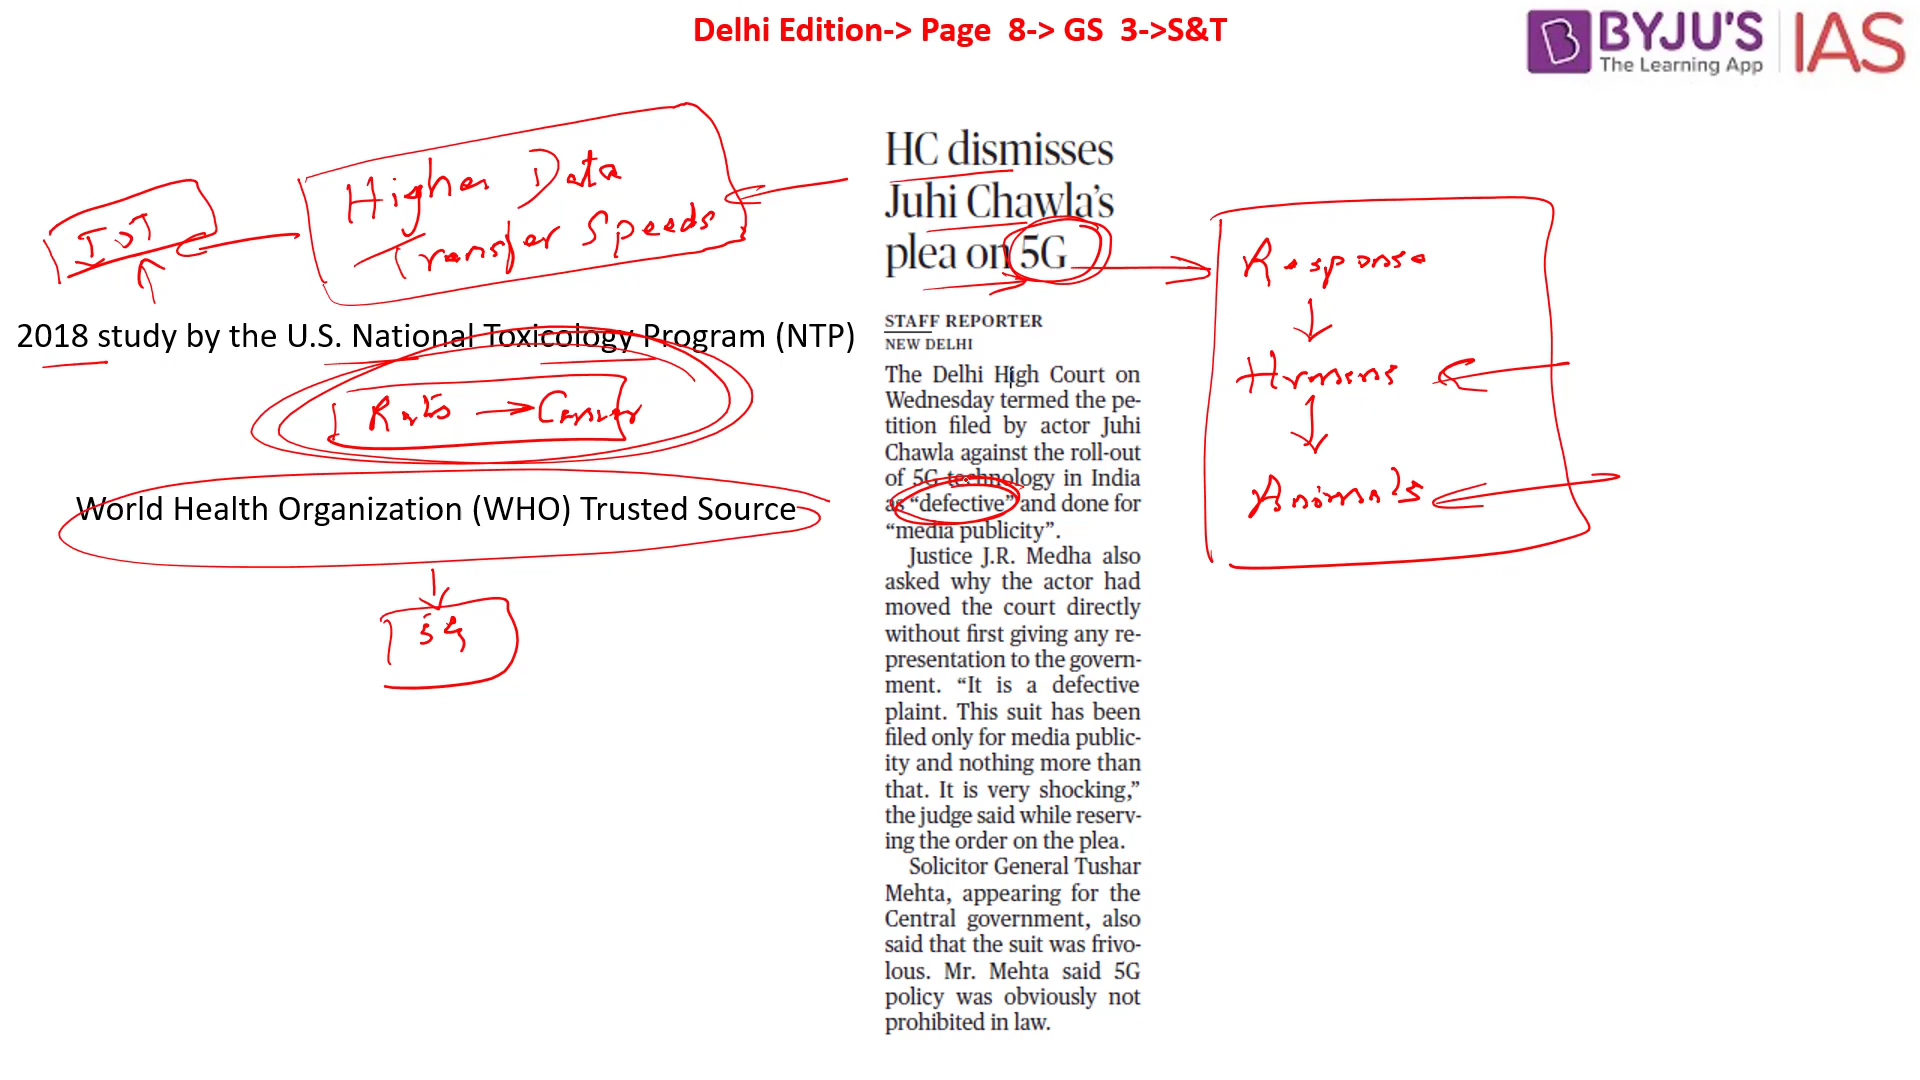 Delhi Edition-> Page 8-> GS 3->S&T
BYJU'S
The Learning App
IAS
Higher Data
Transfer Speeds
IOT
2018 study by the U.S. National Toxicology Program (NTP)
Rats → Cancer
World Health Organization (WHO) Trusted Source
5G
HC dismisses
Juhi Chawla's
plea on 5G
STAFF REPORTER
NEW DELHI
The Delhi High Court on
Wednesday termed the pe-
tition filed by actor Juhi
Chawla against the roll-out
of 5G technology in India
as "defective" and done for
"media publicity".
Justice J.R. Medha also
asked why the actor had
moved the court directly
without first giving any re-
presentation to the govern-
ment. "It is a defective
plaint. This suit has been
filed only for media public-
ity and nothing more than
that. It is very shocking,"
the judge said while reserv-
ing the order on the plea.
Solicitor General Tushar
Mehta, appearing for the
Central government, also
said that the suit was frivo-
lous. Mr. Mehta said 5G
policy was obviously not
prohibited in law.
Response
Humans
Animals